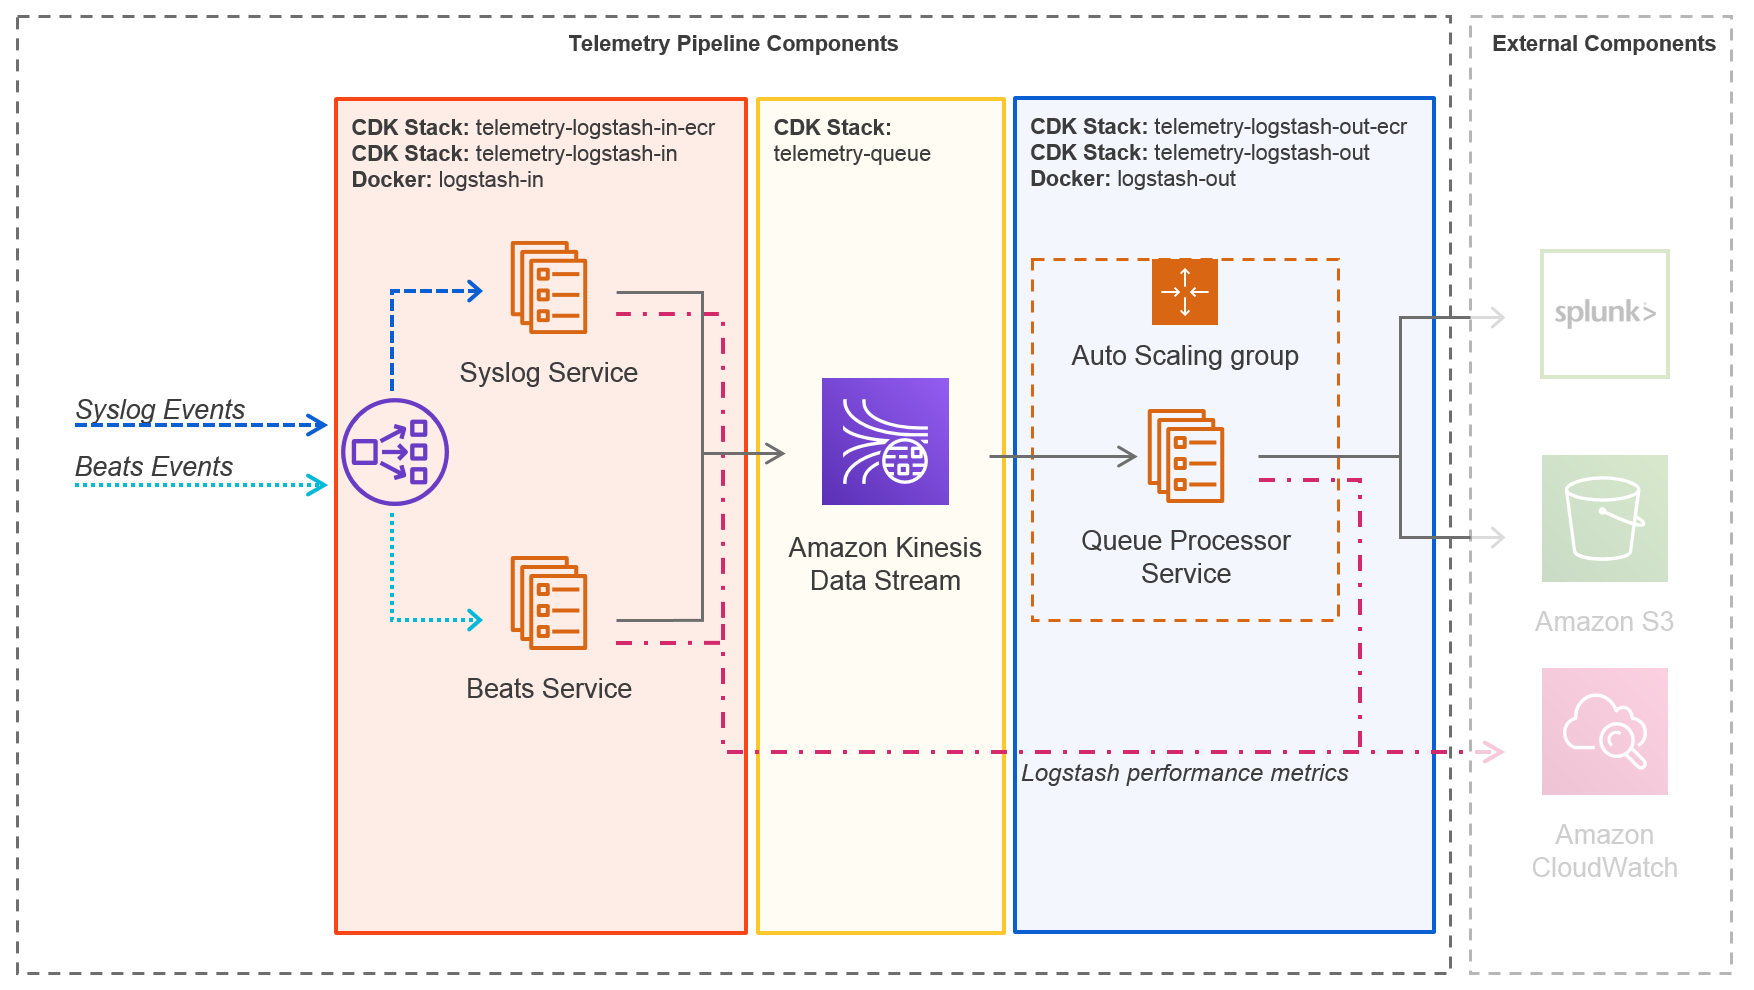 Telemetry Pipeline Components
External Components
CDK Stack: telemetry-logstash-in-ecr
CDK Stack: telemetry-logstash-in
Docker: logstash-in
CDK Stack:
telemetry-queue
CDK Stack: telemetry-logstash-out-ecr
CDK Stack: telemetry-logstash-out
Docker: logstash-out
Syslog Events
Beats Events
Syslog Service
Beats Service
Amazon Kinesis
Data Stream
Auto Scaling group
Queue Processor
Service
Logstash performance metrics
splunk>
Amazon S3
Amazon
CloudWatch